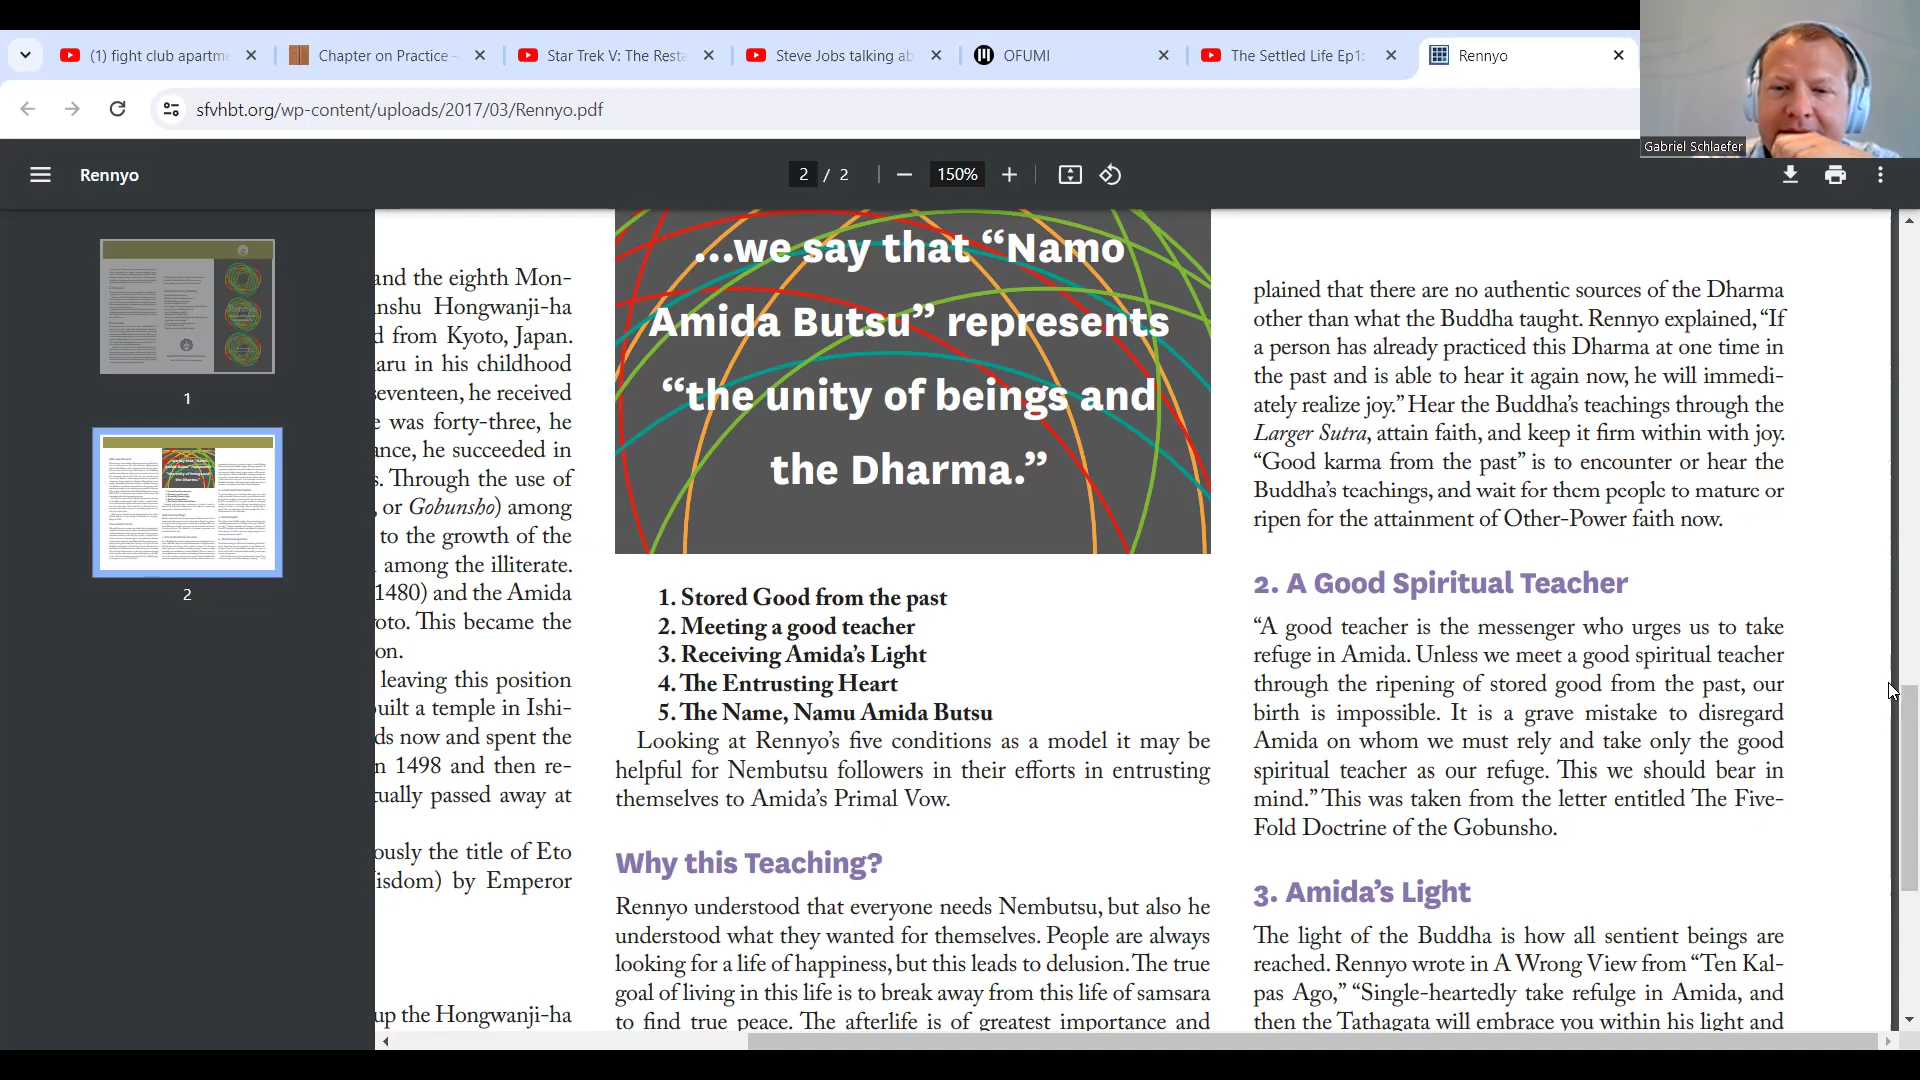 (1) fight club apartme
Chapter on Practice -
Star Trek V: The Resta
Steve Jobs talking ab
OFUMI
The Settled Life Ep1:
Rennyo
sfvhbt.org/wp-content/uploads/2017/03/Rennyo.pdf
Gabriel Schlaefer
Rennyo
2 / 2
150%
1
2
and the eighth Mon-
nshu Hongwanji-ha
d from Kyoto, Japan.
aru in his childhood
seventeen, he received
e was forty-three, he
ance, he succeeded in
s. Through the use of
, or Gobunsho) among
to the growth of the
among the illiterate.
1480) and the Amida
oto. This became the
on.
leaving this position
uilt a temple in Ishi-
ds now and spent the
n 1498 and then re-
tually passed away at
ously the title of Eto
isdom) by Emperor
up the Hongwanji-ha
...we say that “Namo
Amida Butsu” represents
“the unity of beings and
the Dharma.”
1. Stored Good from the past
2. Meeting a good teacher
3. Receiving Amida’s Light
4. The Entrusting Heart
5. The Name, Namu Amida Butsu
Looking at Rennyo’s five conditions as a model it may be
helpful for Nembutsu followers in their efforts in entrusting
themselves to Amida’s Primal Vow.
Why this Teaching?
Rennyo understood that everyone needs Nembutsu, but also he
understood what they wanted for themselves. People are always
looking for a life of happiness, but this leads to delusion. The true
goal of living in this life is to break away from this life of samsara
to find true peace. The afterlife is of greatest importance and
plained that there are no authentic sources of the Dharma
other than what the Buddha taught. Rennyo explained, “If
a person has already practiced this Dharma at one time in
the past and is able to hear it again now, he will immedi-
ately realize joy.” Hear the Buddha’s teachings through the
Larger Sutra, attain faith, and keep it firm within with joy.
“Good karma from the past” is to encounter or hear the
Buddha’s teachings, and wait for them people to mature or
ripen for the attainment of Other-Power faith now.
2. A Good Spiritual Teacher
“A good teacher is the messenger who urges us to take
refuge in Amida. Unless we meet a good spiritual teacher
through the ripening of stored good from the past, our
birth is impossible. It is a grave mistake to disregard
Amida on whom we must rely and take only the good
spiritual teacher as our refuge. This we should bear in
mind.” This was taken from the letter entitled The Five-
Fold Doctrine of the Gobunsho.
3. Amida’s Light
The light of the Buddha is how all sentient beings are
reached. Rennyo wrote in A Wrong View from “Ten Kal-
pas Ago,” “Single-heartedly take refulge in Amida, and
then the Tathagata will embrace you within his light and